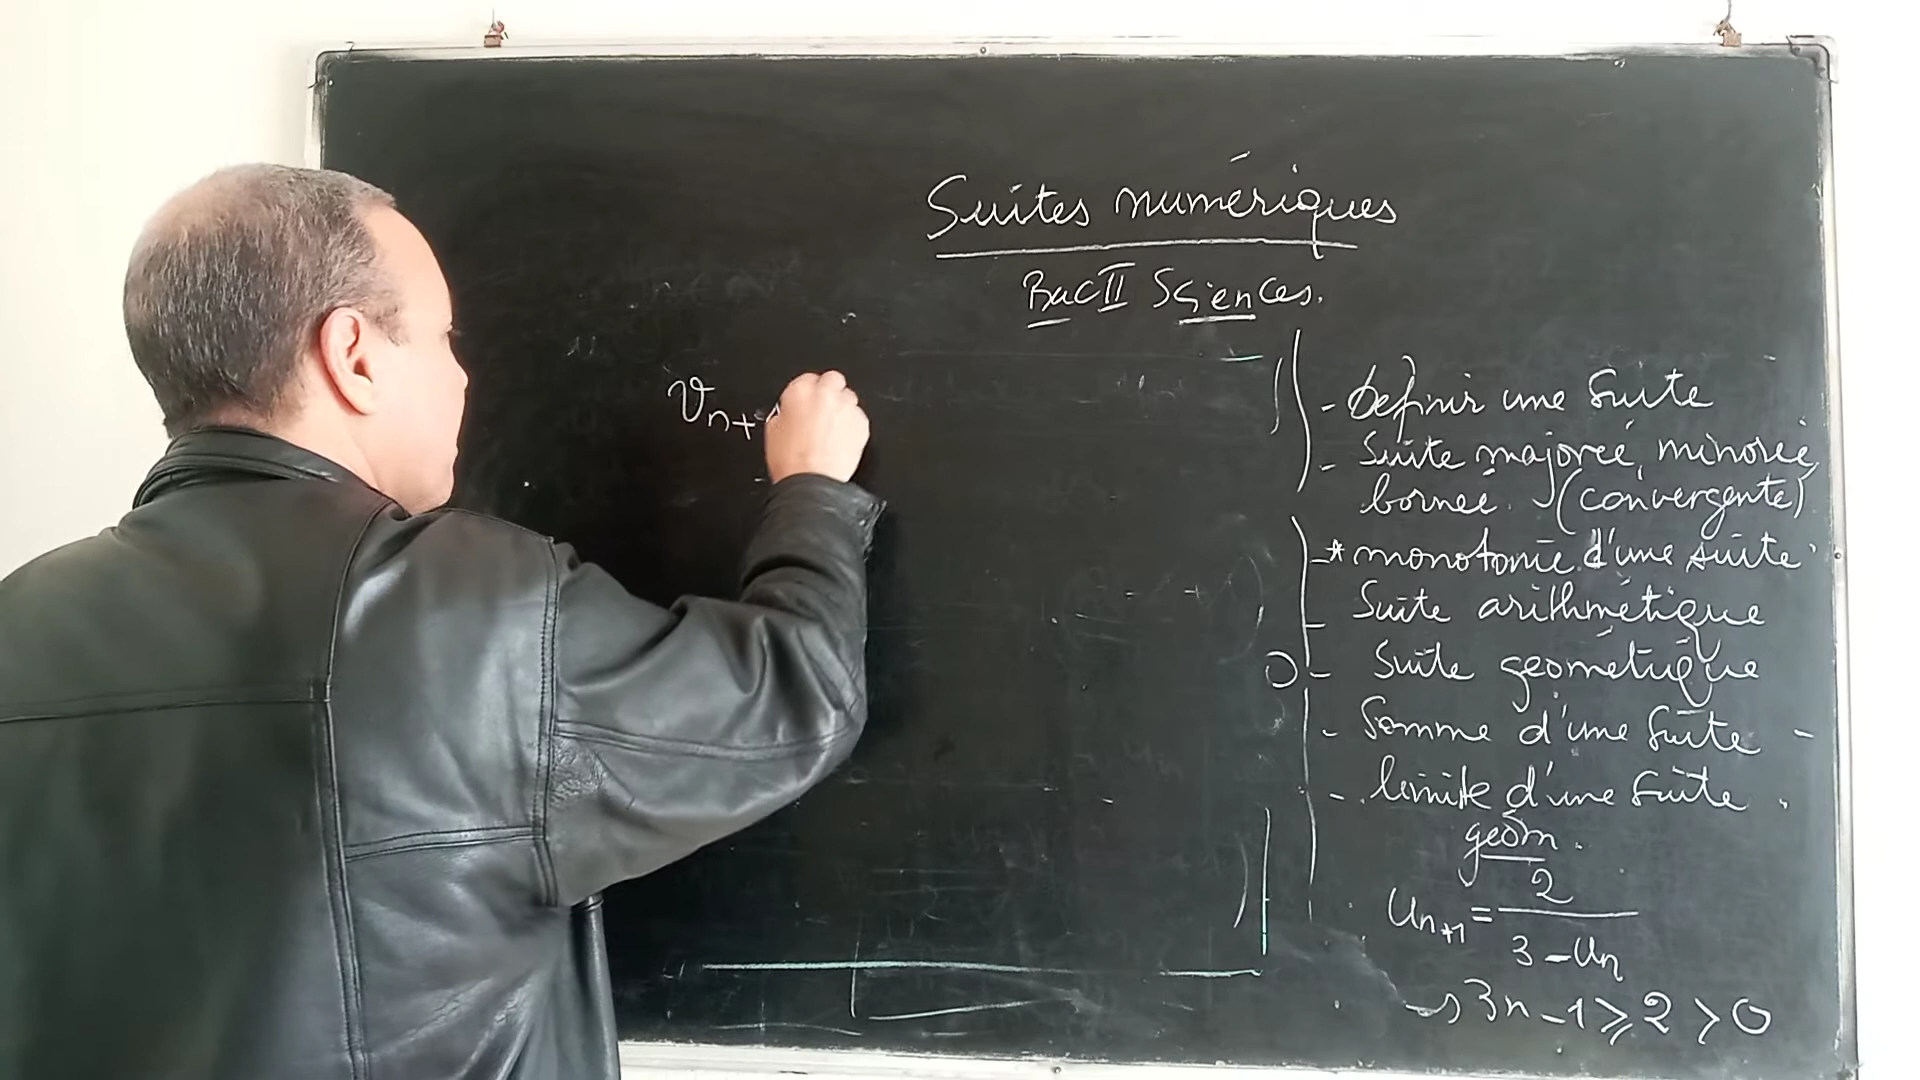 Suites numériques
Bac II Sciences.
V n+
- Définir une Suite
- Suite majorée, minorée,
bornée. (convergente)
-* monotonie d'une suite.
- Suite arithmétique
- Suite géométrique
- Somme d'une Suite -
- limite d'une Suite.
géom.
Un+1 = 2 / 3 - Un
→ 3n - 1 ⩾ 2 > 0